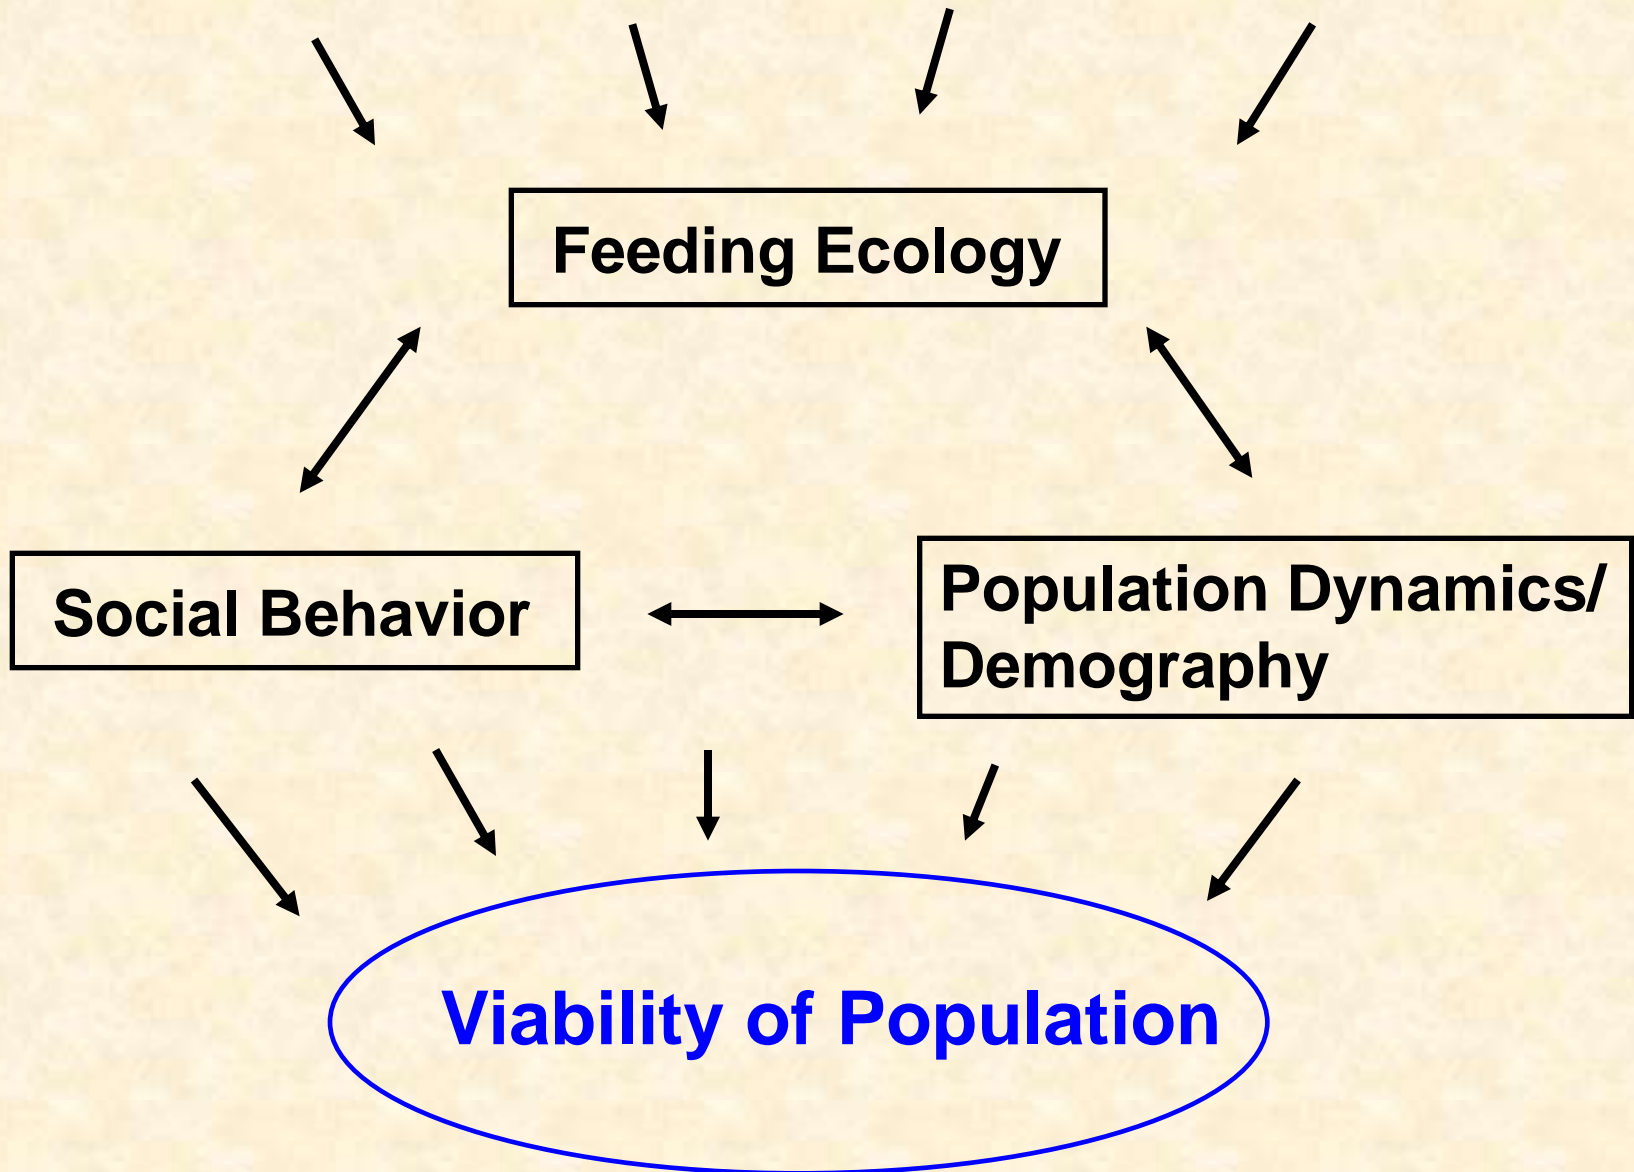 Feeding Ecology
Social Behavior
Population Dynamics/
Demography
Viability of Population